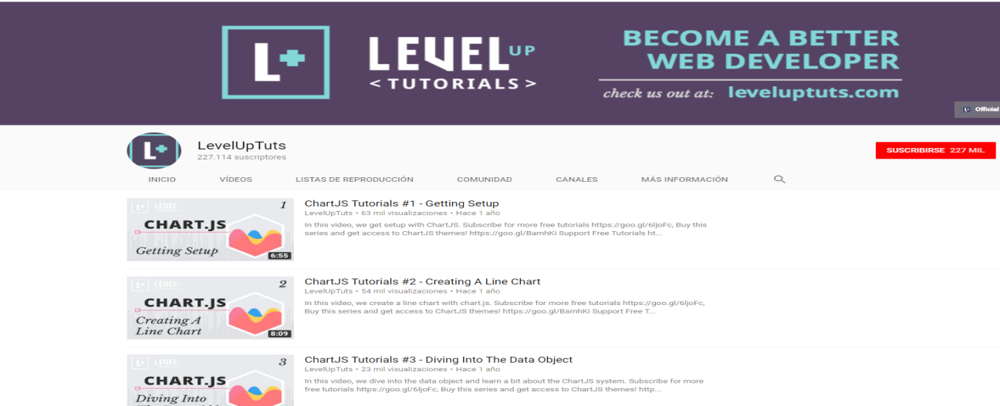 L+
LEVEL UP
<TUTORIALS>
BECOME A BETTER
WEB DEVELOPER
check us out at: leveluptuts.com
L+ Official
L+
LevelUpTuts
227.114 suscriptores
SUSCRIBIRSE 227 MIL
INICIO VÍDEOS LISTAS DE REPRODUCCIÓN COMUNIDAD CANALES MÁS INFORMACIÓN
L+ LEVEL 1
CHART.JS
Getting Setup
6:55
ChartJS Tutorials #1 - Getting Setup
LevelUpTuts • 63 mil visualizaciones • Hace 1 año
In this video, we get setup with ChartJS. Subscribe for more free tutorials https://goo.gl/6ljoFc, Buy this
series and get access to ChartJS themes! https://goo.gl/BamhKi Support Free Tutorials ht...
L+ LEVEL 2
CHART.JS
Creating A
Line Chart
8:09
ChartJS Tutorials #2 - Creating A Line Chart
LevelUpTuts • 54 mil visualizaciones • Hace 1 año
In this video, we create a line chart with chart.js. Subscribe for more free tutorials https://goo.gl/6ljoFc,
Buy this series and get access to ChartJS themes! https://goo.gl/BamhKi Support Free T...
L+ LEVEL 3
CHART.JS
Diving Into
ChartJS Tutorials #3 - Diving Into The Data Object
LevelUpTuts • 23 mil visualizaciones • Hace 1 año
In this video, we dive into the data object and learn a bit about the ChartJS system. Subscribe for more
free tutorials https://goo.gl/6ljoFc, Buy this series and get access to ChartJS themes! http...